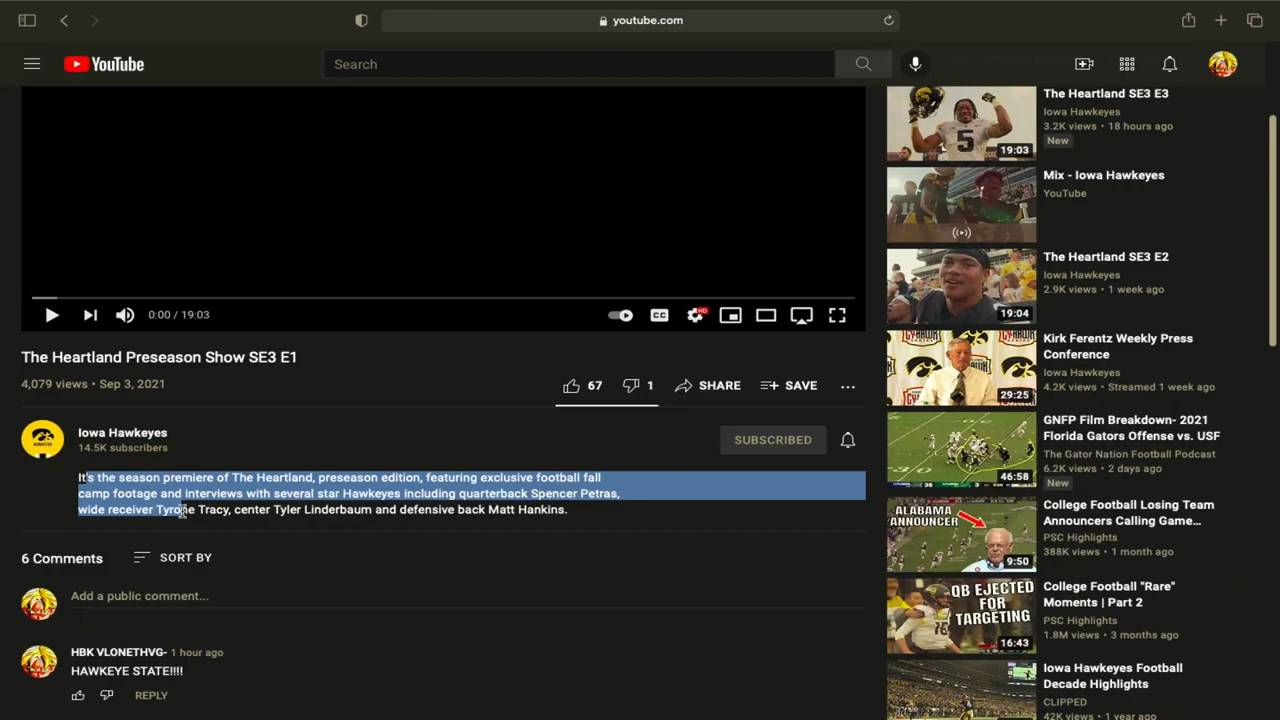 youtube.com
YouTube
Search
0:00 / 19:03
CC
HD
The Heartland Preseason Show SE3 E1
4,079 views • Sep 3, 2021
67
1
SHARE
SAVE
Iowa Hawkeyes
14.5K subscribers
SUBSCRIBED
It's the season premiere of The Heartland, preseason edition, featuring exclusive football fall
camp footage and interviews with several star Hawkeyes including quarterback Spencer Petras,
wide receiver Tyrone Tracy, center Tyler Linderbaum and defensive back Matt Hankins.
6 Comments
SORT BY
Add a public comment...
HBK VLONETHVG- 1 hour ago
HAWKEYE STATE!!!!
REPLY
5
19:03
The Heartland SE3 E3
Iowa Hawkeyes
3.2K views • 18 hours ago
New
Mix - Iowa Hawkeyes
YouTube
19:04
The Heartland SE3 E2
Iowa Hawkeyes
2.9K views • 1 week ago
29:25
Kirk Ferentz Weekly Press
Conference
Iowa Hawkeyes
4.2K views • Streamed 1 week ago
46:58
GNFP Film Breakdown- 2021
Florida Gators Offense vs. USF
The Gator Nation Football Podcast
6.2K views • 2 days ago
New
ALABAMA
ANNOUNCER
9:50
College Football Losing Team
Announcers Calling Game...
PSC Highlights
388K views • 1 month ago
QB EJECTED
FOR
TARGETING
16:43
College Football "Rare"
Moments | Part 2
PSC Highlights
1.8M views • 3 months ago
Iowa Hawkeyes Football
Decade Highlights
CLIPPED
42K views • 1 year ago